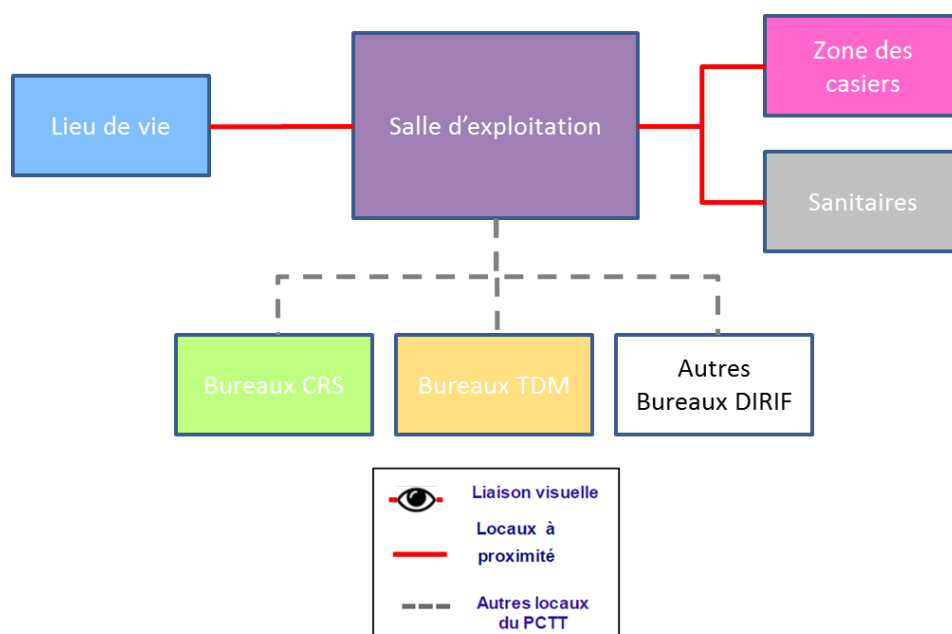 Zone des
casiers
Lieu de vie
Salle d’exploitation
Sanitaires
Bureaux CRS
Bureaux TDM
Autres
Bureaux DIRIF
Liaison visuelle
Locaux à
proximité
Autres locaux
du PCTT